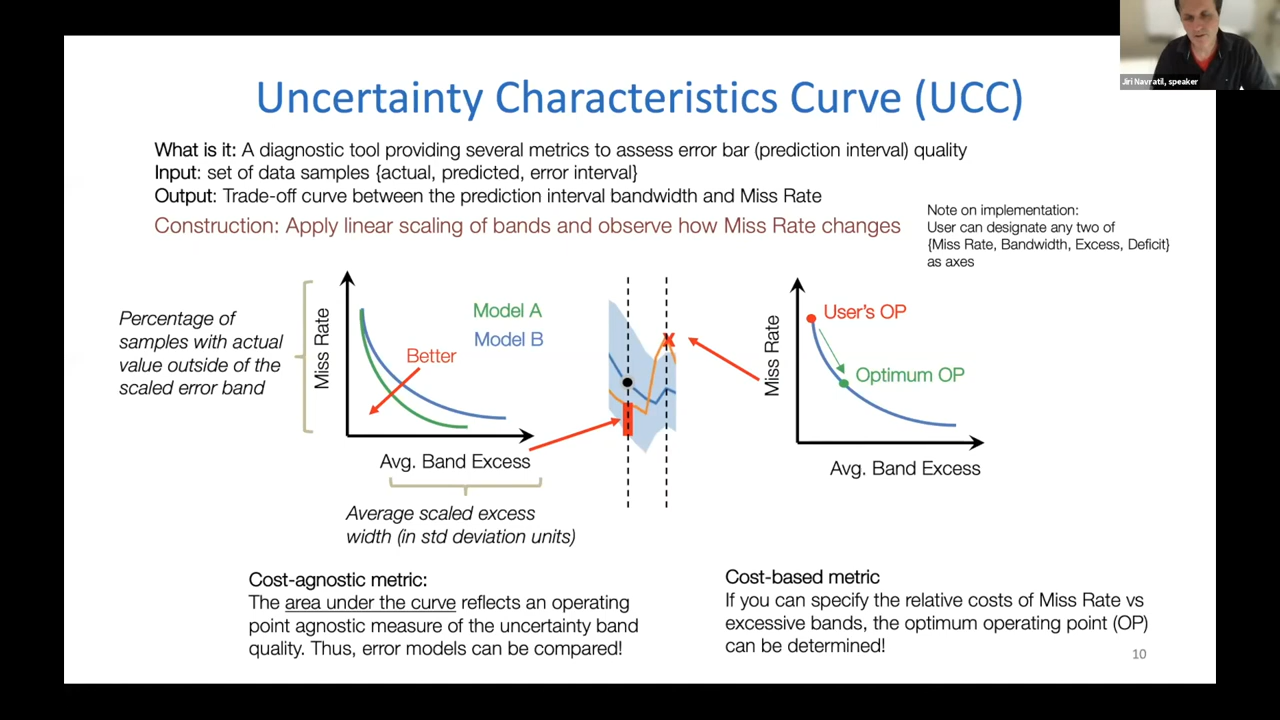 Jiri Navratil, speaker
Uncertainty Characteristics Curve (UCC)
What is it: A diagnostic tool providing several metrics to assess error bar (prediction interval) quality
Input: set of data samples {actual, predicted, error interval}
Output: Trade-off curve between the prediction interval bandwidth and Miss Rate
Construction: Apply linear scaling of bands and observe how Miss Rate changes
Note on implementation:
User can designate any two of
{Miss Rate, Bandwidth, Excess, Deficit}
as axes
Percentage of
samples with actual
value outside of the
scaled error band
Miss Rate
Model A
Model B
Better
Avg. Band Excess
Average scaled excess
width (in std deviation units)
X
Miss Rate
User's OP
Optimum OP
Avg. Band Excess
Cost-agnostic metric:
The area under the curve reflects an operating
point agnostic measure of the uncertainty band
quality. Thus, error models can be compared!
Cost-based metric
If you can specify the relative costs of Miss Rate vs
excessive bands, the optimum operating point (OP)
can be determined!
10